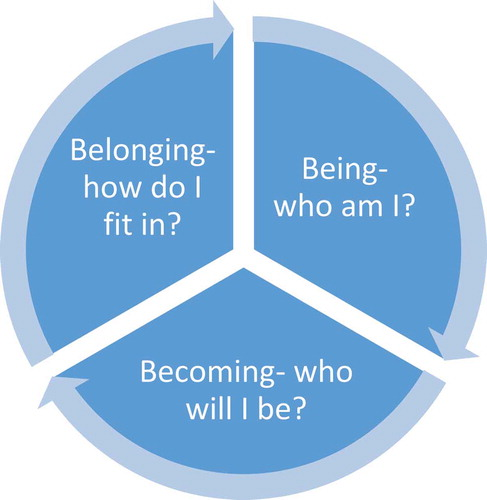 Belonging-
how do I
fit in?
Being-
who am I?
Becoming- who
will I be?